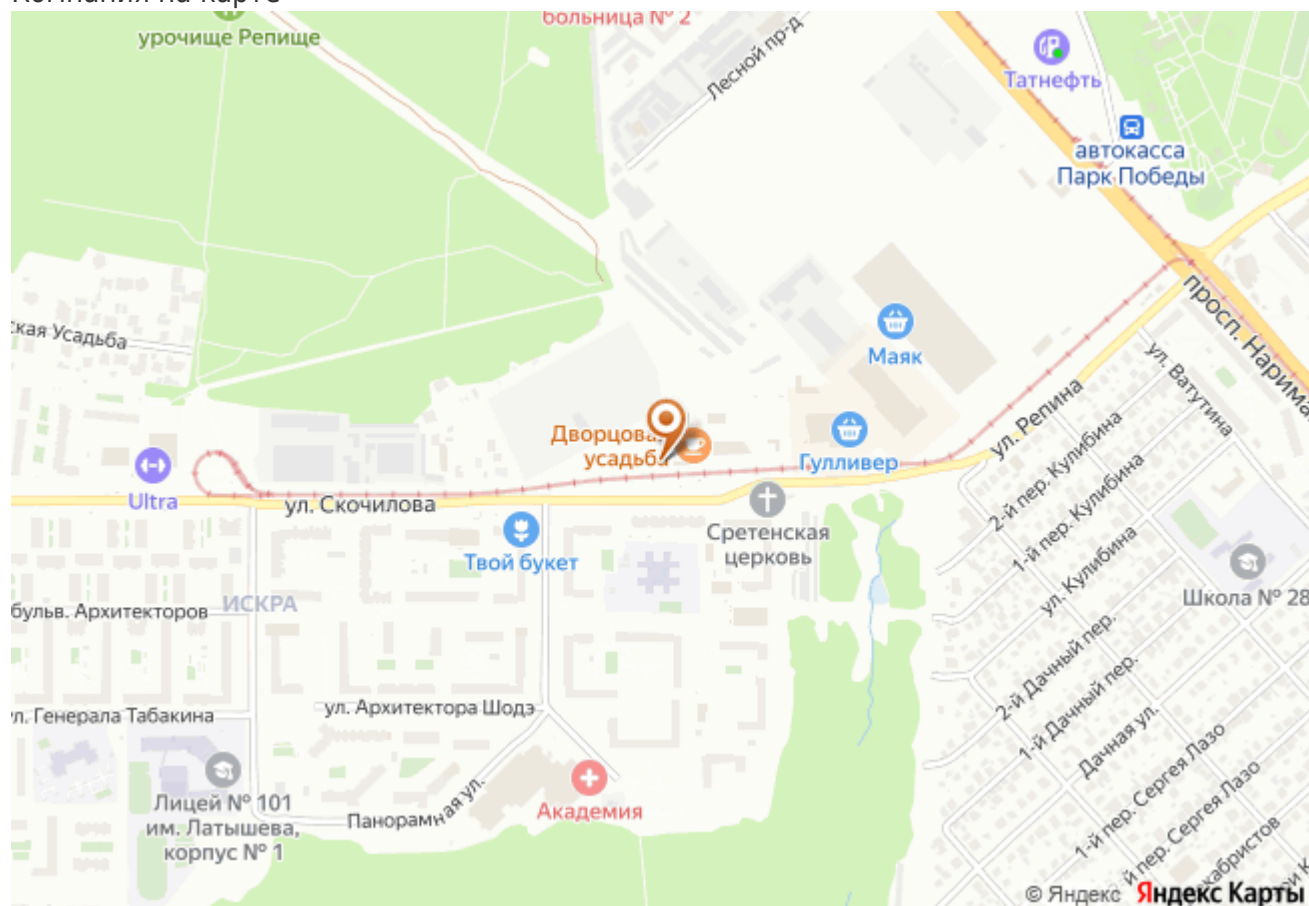 Компания на карте
больница № 2
урочище Репище
Лесной пр-д
Татнефть
автокасса
Парк Победы
просп. Нарима
ская Усадьба
Маяк
ул. Ватутина
ул. Репина
Дворцовая
усадьба
Гулливер
2-й пер. Кулибина
1-й пер. Кулибина
ул. Кулибина
Ultra
ул. Скочилова
Твой букет
Сретенская
церковь
Школа № 28
бульв. Архитекторов
ИСКРА
2-й Дачный пер.
1-й Дачный пер.
Дачная ул.
ул. Генерала Табакина
ул. Архитектора Шодэ
1-й пер. Сергея Лазо
й пер. Сергея Лазо
Лицей № 101
им. Латышева,
корпус № 1
Панорамная ул.
Академия
кабристов
© Яндекс Яндекс Карты